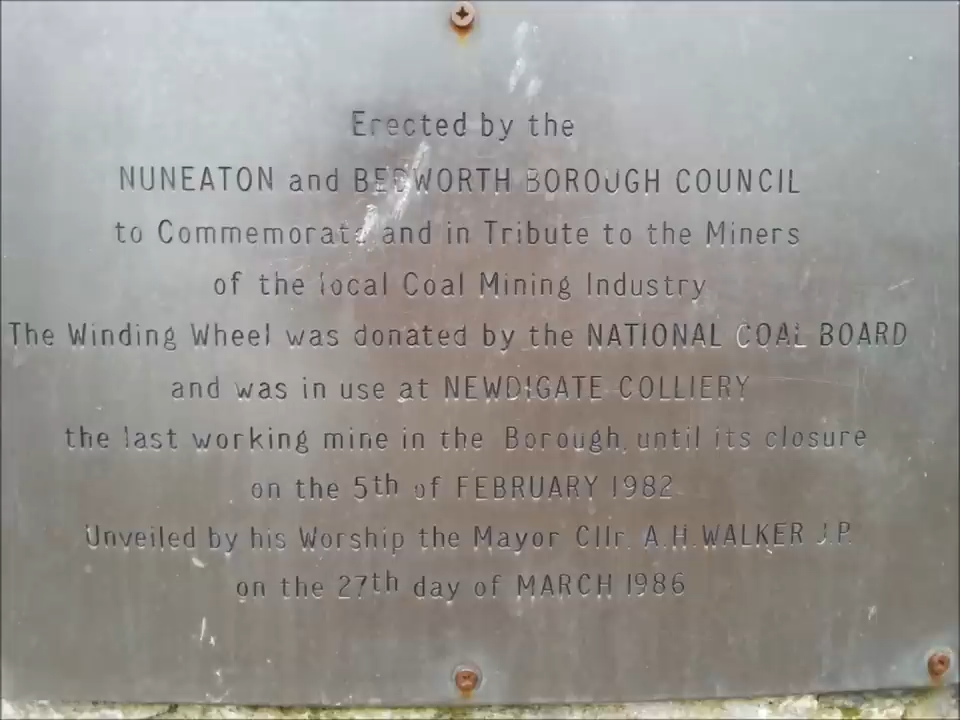 Erected by the
NUNEATON and BEDWORTH BOROUGH COUNCIL
to Commemorate and in Tribute to the Miners
of the local Coal Mining Industry
The Winding Wheel was donated by the NATIONAL COAL BOARD
and was in use at NEWDIGATE COLLIERY
the last working mine in the Borough, until its closure
on the 5th of FEBRUARY 1982
Unveiled by his Worship the Mayor Cllr. A.H.WALKER J.P.
on the 27th day of MARCH 1986